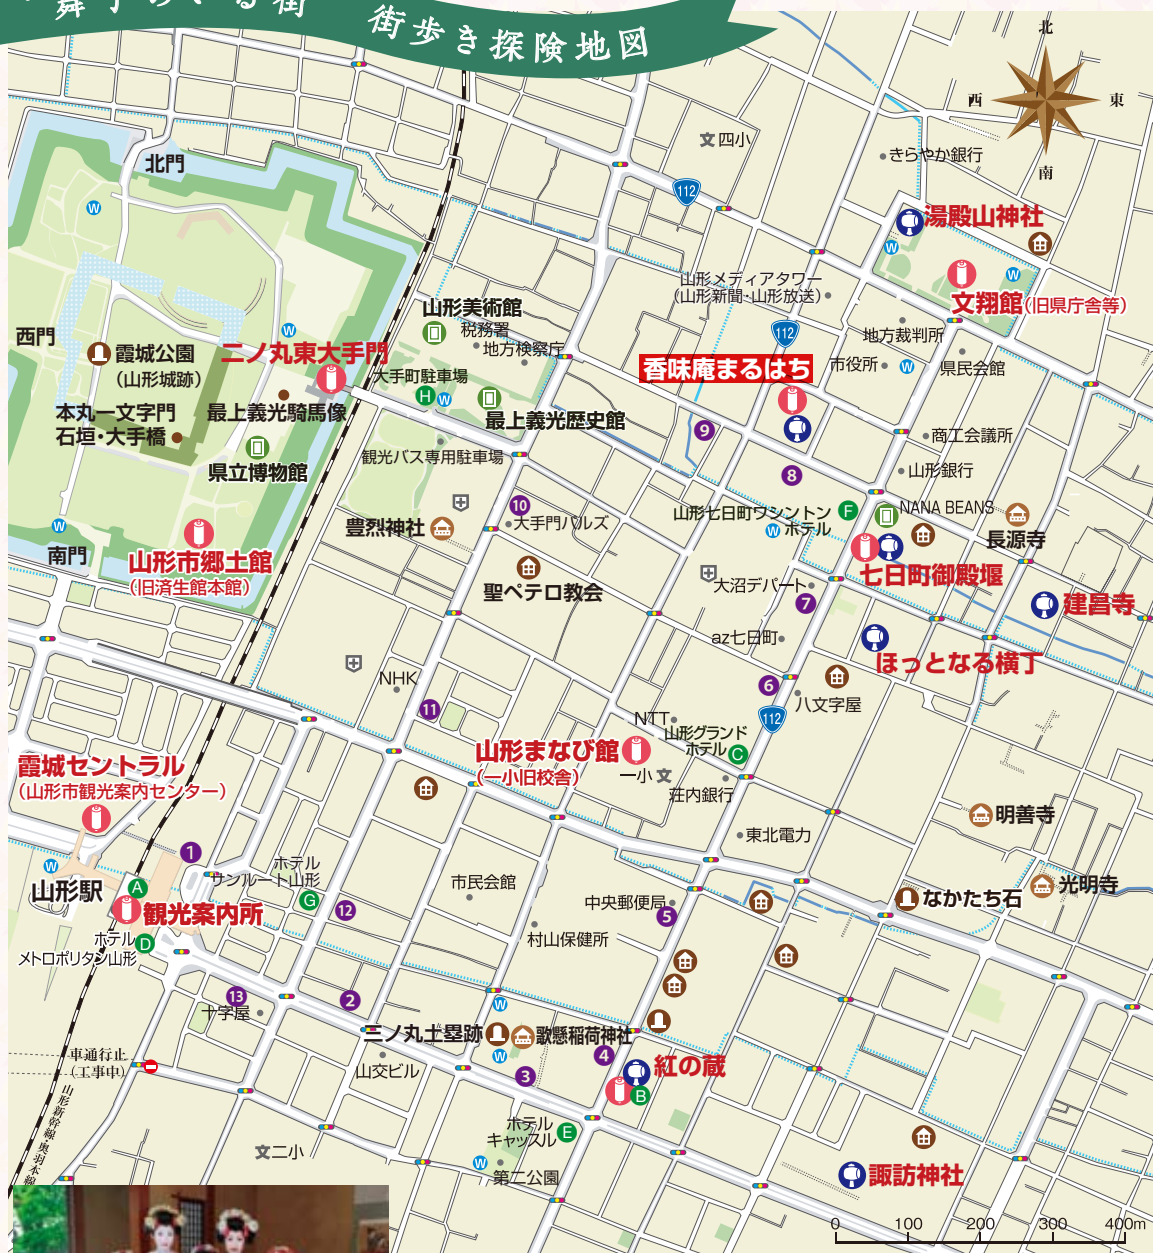 舞子のいる街　街歩き探険地図
北
西
東
南
北門
文四小
きらやか銀行
112
湯殿山神社
W
山形メディアタワー
(山形新聞・山形放送)
文翔館(旧県庁舎等)
W
W
山形美術館
税務署
地方検察庁
112
地方裁判所
西門
霞城公園
(山形城跡)
W
二ノ丸東大手門
大手町駐車場
H
W
香味庵まるはち
市役所
W
県民会館
本丸一文字門
石垣・大手橋
最上義光騎馬像
最上義光歴史館
9
商工会議所
県立博物館
観光バス専用駐車場
8
山形銀行
10
大手門パルズ
山形七日町ワシントン
W
ホテル
F
NANA BEANS
W
豊烈神社
長源寺
南門
山形市郷土館
(旧済生館本館)
七日町御殿堰
聖ペテロ教会
大沼デパート
7
建昌寺
az七日町
ほっとなる横丁
NHK
6
八文字屋
11
NTT
112
山形グランド
ホテル
C
山形まなび館
(一小旧校舎)
一小文
荘内銀行
霞城セントラル
(山形市観光案内センター)
東北電力
明善寺
1
W
山形駅
A
ホテル
サンルート山形
G
市民会館
中央郵便局
5
なかたち石
光明寺
観光案内所
12
ホテル
メトロポリタン山形
D
村山保健所
13
十字屋
2
W
三ノ丸土塁跡
歌懸稲荷神社
W
4
車通行止
(工事中)
山交ビル
3
紅の蔵
B
山形新幹線・奥羽本線
ホテル
キャッスル
E
文二小
W
第二公園
諏訪神社
0
100
200
300
400m